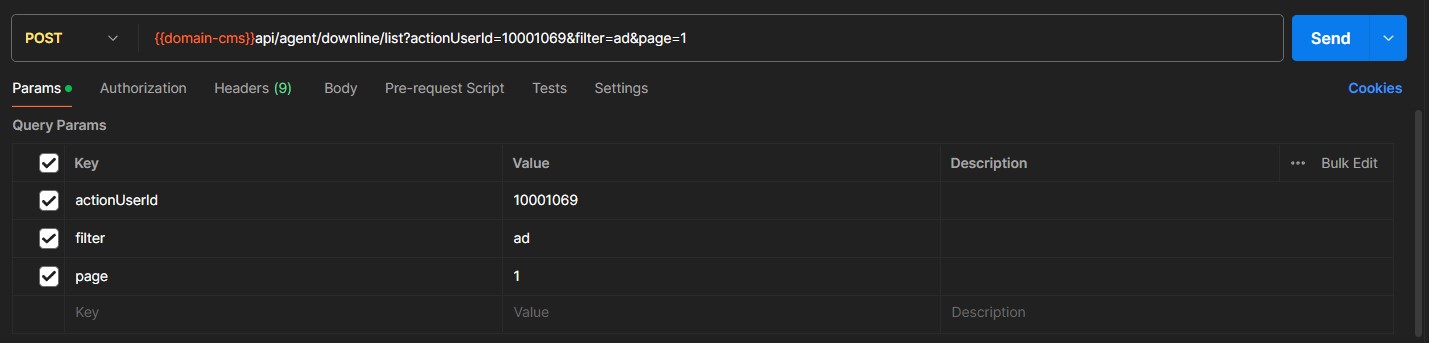 POST {{domain-cms}}api/agent/downline/list?actionUserId=10001069&filter=ad&page=1 Send
Params Authorization Headers (9) Body Pre-request Script Tests Settings Cookies
Query Params
Key Value Description ••• Bulk Edit
actionUserId 10001069
filter ad
page 1
Key Value Description